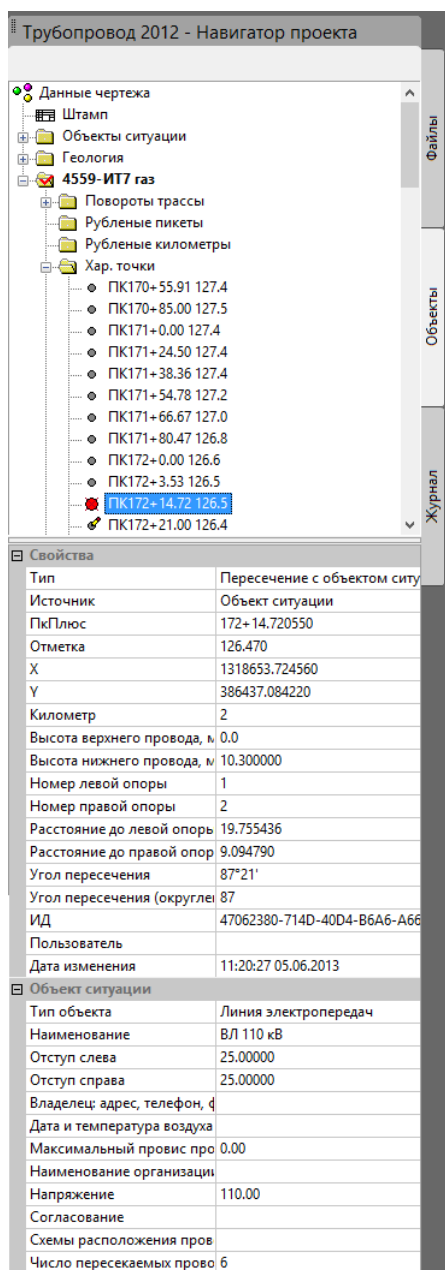 Трубопровод 2012 - Навигатор проекта
Данные чертежа
Штамп
Объекты ситуации
Геология
4559-ИТ7 газ
Повороты трассы
Рубленые пикеты
Рубленые километры
Хар. точки
ПК170+55.91 127.4
ПК170+85.00 127.5
ПК171+0.00 127.4
ПК171+24.50 127.4
ПК171+38.36 127.4
ПК171+54.78 127.2
ПК171+66.67 127.0
ПК171+80.47 126.8
ПК172+0.00 126.6
ПК172+3.53 126.5
ПК172+14.72 126.5
ПК172+21.00 126.4
Файлы
Объекты
Журнал
Свойства
Тип Пересечение с объектом ситу
Источник Объект ситуации
ПкПлюс 172+14.720550
Отметка 126.470
X 1318653.724560
Y 386437.084220
Километр 2
Высота верхнего провода, м 0.0
Высота нижнего провода, м 10.300000
Номер левой опоры 1
Номер правой опоры 2
Расстояние до левой опоры 19.755436
Расстояние до правой опор 9.094790
Угол пересечения 87°21'
Угол пересечения (округлен 87
ИД 47062380-714D-40D4-B6A6-A66
Пользователь
Дата изменения 11:20:27 05.06.2013
Объект ситуации
Тип объекта Линия электропередач
Наименование ВЛ 110 кВ
Отступ слева 25.00000
Отступ справа 25.00000
Владелец: адрес, телефон, ф
Дата и температура воздуха
Максимальный провис про 0.00
Наименование организации
Напряжение 110.00
Согласование
Схемы расположения пров
Число пересекаемых прово 6